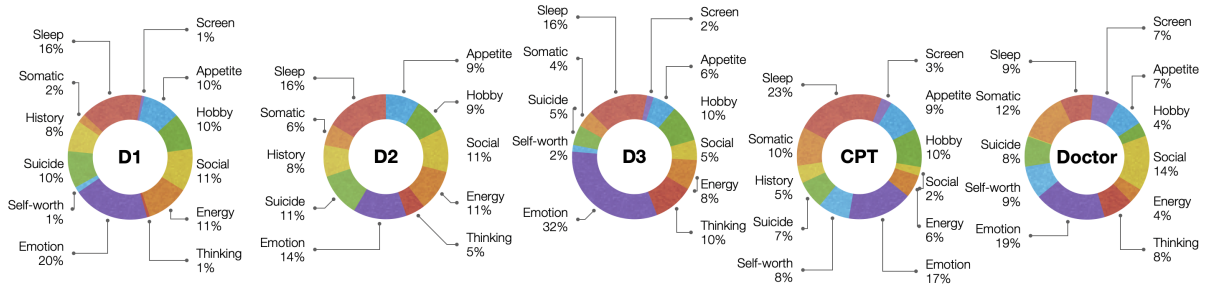 Screen
1%
Appetite
10%
Hobby
10%
Social
11%
Energy
11%
Thinking
1%
Emotion
20%
Self-worth
1%
Suicide
10%
History
8%
Somatic
2%
Sleep
16%
D1
Appetite
9%
Hobby
9%
Social
11%
Energy
11%
Thinking
5%
Emotion
14%
Suicide
11%
History
8%
Somatic
6%
Sleep
16%
D2
Screen
2%
Appetite
6%
Hobby
10%
Social
5%
Energy
8%
Thinking
10%
Emotion
32%
Self-worth
2%
Suicide
5%
Somatic
4%
Sleep
16%
D3
Screen
3%
Appetite
9%
Hobby
10%
Social
2%
Energy
6%
Emotion
17%
Self-worth
8%
Suicide
7%
History
5%
Somatic
10%
Sleep
23%
CPT
Screen
7%
Appetite
7%
Hobby
4%
Social
14%
Energy
4%
Thinking
8%
Emotion
19%
Self-worth
9%
Suicide
8%
Somatic
12%
Sleep
9%
Doctor